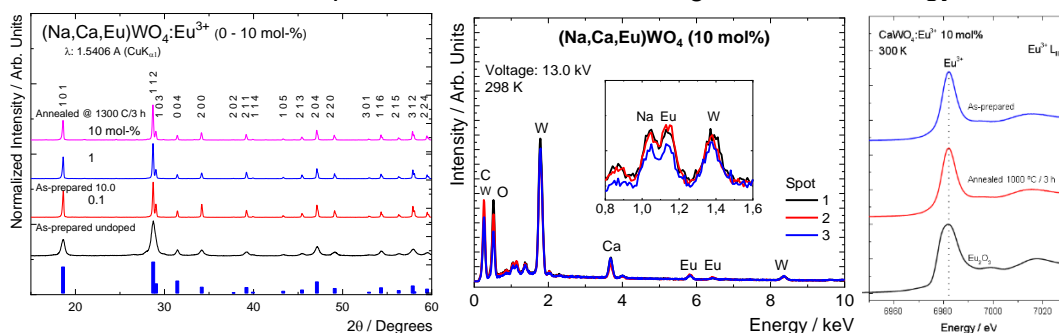 (Na,Ca,Eu)WO4:Eu3+ (0 - 10 mol-%)
λ: 1.5406 A (CuKα1)
1 0 1
1 1 2
1 0 3
0 0 4
2 0 0
2 0 2
2 1 1
1 1 4
1 0 5
2 1 3
2 0 4
2 2 0
3 0 1
1 1 6
2 1 5
3 1 2
2 2 4
Annealed @ 1300 C/3 h
10 mol-%
1
As-prepared 10.0
0.1
As-prepared undoped
Normalized Intensity / Arb. Units
20 30 40 50 60
2θ / Degrees
(Na,Ca,Eu)WO4 (10 mol%)
Voltage: 13.0 kV
298 K
Na Eu W
0,8 1,0 1,2 1,4 1,6
W
C
W
O
Spot
1
2
3
Ca
Eu
Eu
W
Intensity / Arb. Units
0 2 4 6 8 10
Energy / keV
CaWO4:Eu3+ 10 mol%
300 K
Eu3+
As-prepared
Annealed 1000 ºC / 3 h
Eu2O3
Intensity / Arb. Units
6960 6980 7000 7020
Energy / eV